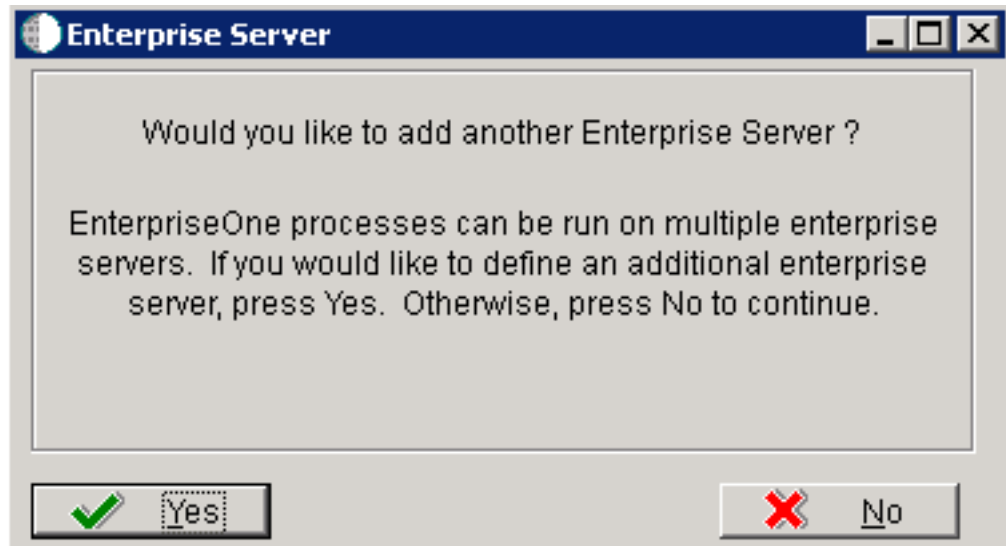 Enterprise Server
Would you like to add another Enterprise Server ?
EnterpriseOne processes can be run on multiple enterprise
servers.  If you would like to define an additional enterprise
server, press Yes.  Otherwise, press No to continue.
Yes
No